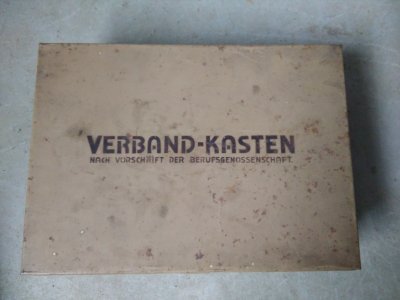 VERBAND-KASTEN
NACH VORSCHRIFT DER BERUFSGENOSSENSCHAFT.